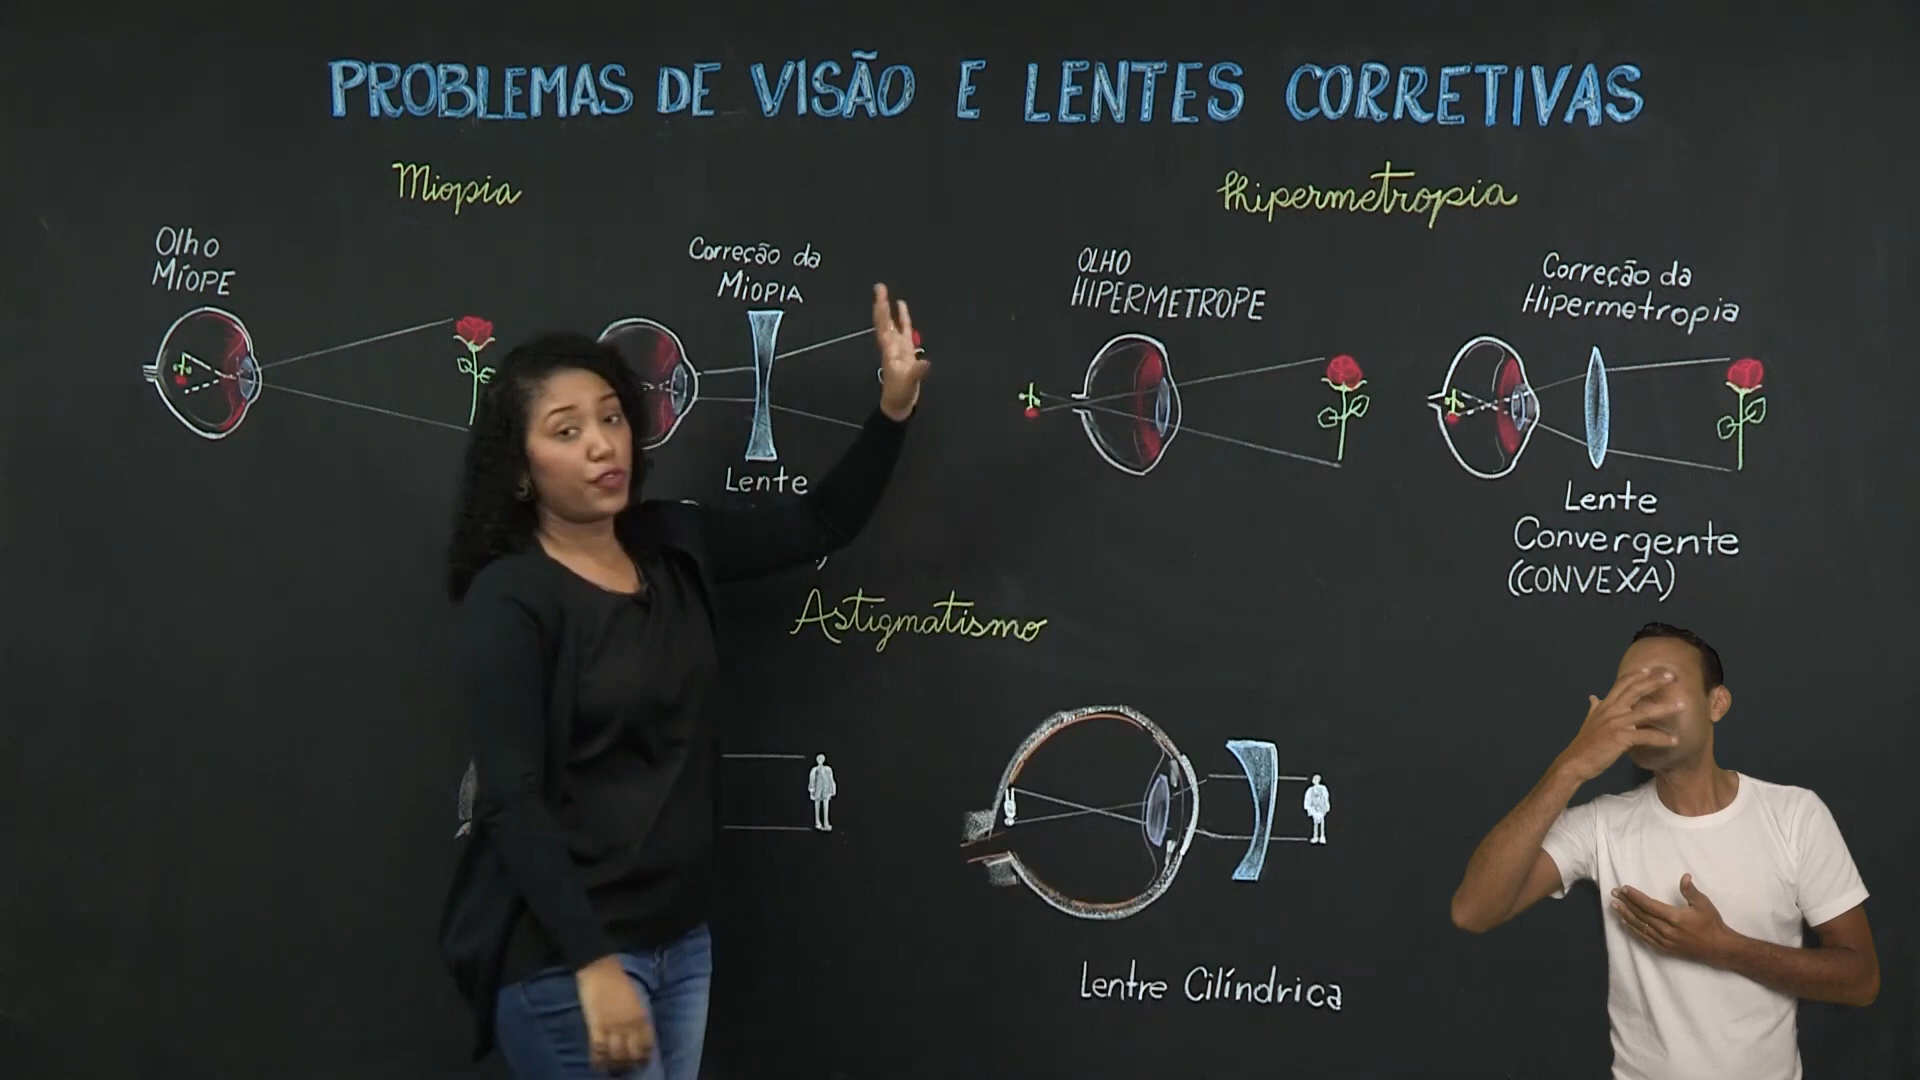 PROBLEMAS DE VISÃO E LENTES CORRETIVAS
Miopia
Olho
MÍOPE
Correção da
MIOPIA
Lente
Hipermetropia
OLHO
HIPERMETROPE
Correção da
Hipermetropia
Lente
Convergente
(CONVEXA)
Astigmatismo
Lentre Cilíndrica